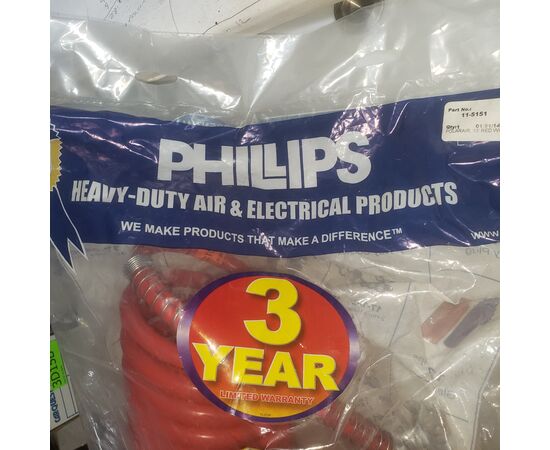 Part No.:
11-5151
PHILLIPS
HEAVY-DUTY AIR & ELECTRICAL PRODUCTS
WE MAKE PRODUCTS THAT MAKE A DIFFERENCE™
www.
3
YEAR
LIMITED WARRANTY